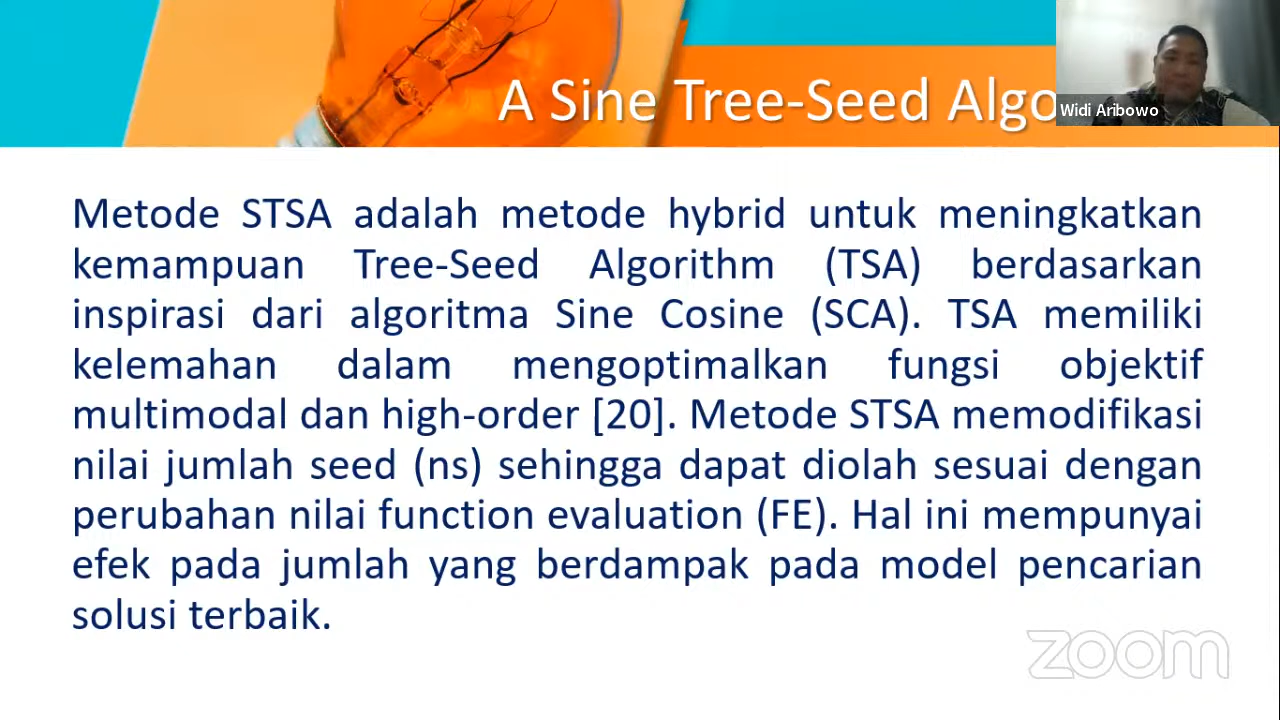 A Sine Tree-Seed Algo
Widi Aribowo
Metode STSA adalah metode hybrid untuk meningkatkan
kemampuan Tree-Seed Algorithm (TSA) berdasarkan
inspirasi dari algoritma Sine Cosine (SCA). TSA memiliki
kelemahan dalam mengoptimalkan fungsi objektif
multimodal dan high-order [20]. Metode STSA memodifikasi
nilai jumlah seed (ns) sehingga dapat diolah sesuai dengan
perubahan nilai function evaluation (FE). Hal ini mempunyai
efek pada jumlah yang berdampak pada model pencarian
solusi terbaik.
zoom